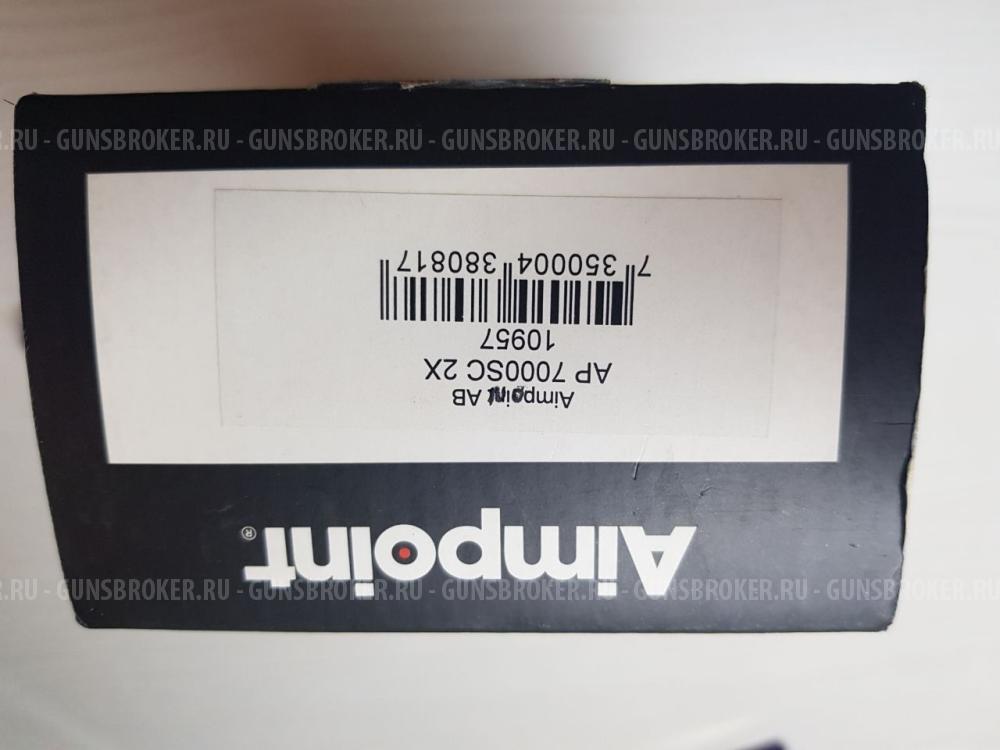 R.RU - GUNSBROKER.RU - GUNSBROKER.RU - GUNSBROKER.RU - GUNSBROKER.RU - GUNSBROKER.R
Aimpoint®
Aimpoint AB
AP 7000SC 2X
10957
7 350004 380817
R.RU - GUNSBROKER.RU - GUNSBROKER.RU - GUNSBROKER.RU - GUNSBROKER.RU - GUNSBROKER.R